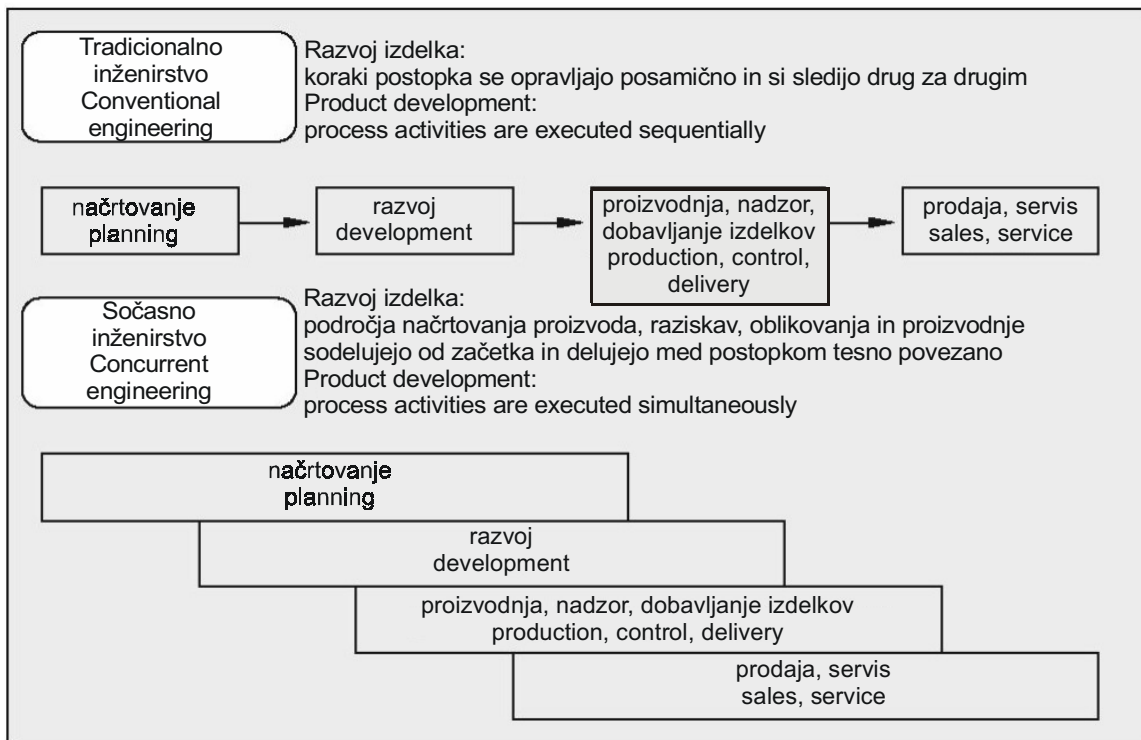 Tradicionalno
inženirstvo
Conventional
engineering
Razvoj izdelka:
koraki postopka se opravljajo posamično in si sledijo drug za drugim
Product development:
process activities are executed sequentially
načrtovanje
planning
razvoj
development
proizvodnja, nadzor,
dobavljanje izdelkov
production, control,
delivery
prodaja, servis
sales, service
Sočasno
inženirstvo
Concurrent
engineering
Razvoj izdelka:
področja načrtovanja proizvoda, raziskav, oblikovanja in proizvodnje
sodelujejo od začetka in delujejo med postopkom tesno povezano
Product development:
process activities are executed simultaneously
načrtovanje
planning
razvoj
development
proizvodnja, nadzor, dobavljanje izdelkov
production, control, delivery
prodaja, servis
sales, service